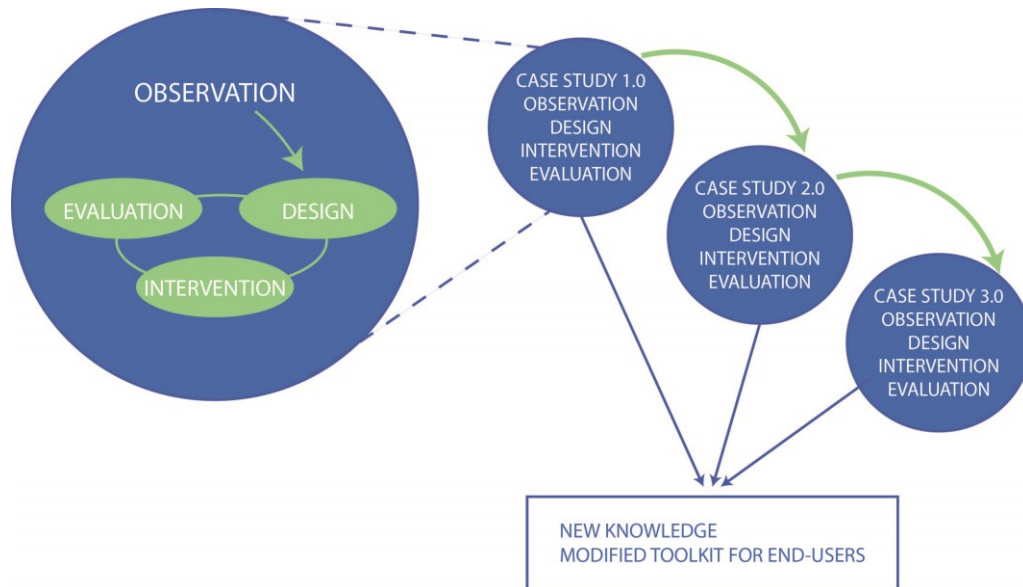 OBSERVATION
EVALUATION
DESIGN
INTERVENTION
CASE STUDY 1.0
OBSERVATION
DESIGN
INTERVENTION
EVALUATION
CASE STUDY 2.0
OBSERVATION
DESIGN
INTERVENTION
EVALUATION
CASE STUDY 3.0
OBSERVATION
DESIGN
INTERVENTION
EVALUATION
NEW KNOWLEDGE
MODIFIED TOOLKIT FOR END-USERS